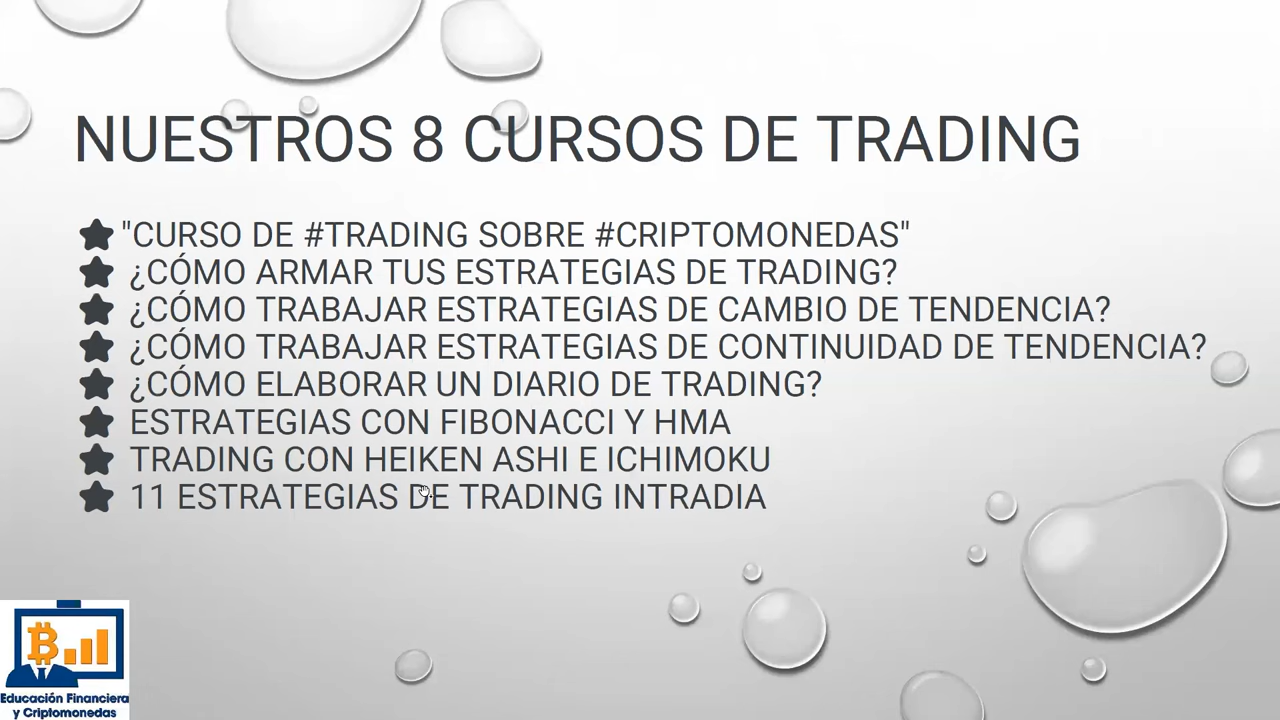 NUESTROS 8 CURSOS DE TRADING
"CURSO DE #TRADING SOBRE #CRIPTOMONEDAS"
¿CÓMO ARMAR TUS ESTRATEGIAS DE TRADING?
¿CÓMO TRABAJAR ESTRATEGIAS DE CAMBIO DE TENDENCIA?
¿CÓMO TRABAJAR ESTRATEGIAS DE CONTINUIDAD DE TENDENCIA?
¿CÓMO ELABORAR UN DIARIO DE TRADING?
ESTRATEGIAS CON FIBONACCI Y HMA
TRADING CON HEIKEN ASHI E ICHIMOKU
11 ESTRATEGIAS DE TRADING INTRADIA
Educación Financiera
y Criptomonedas